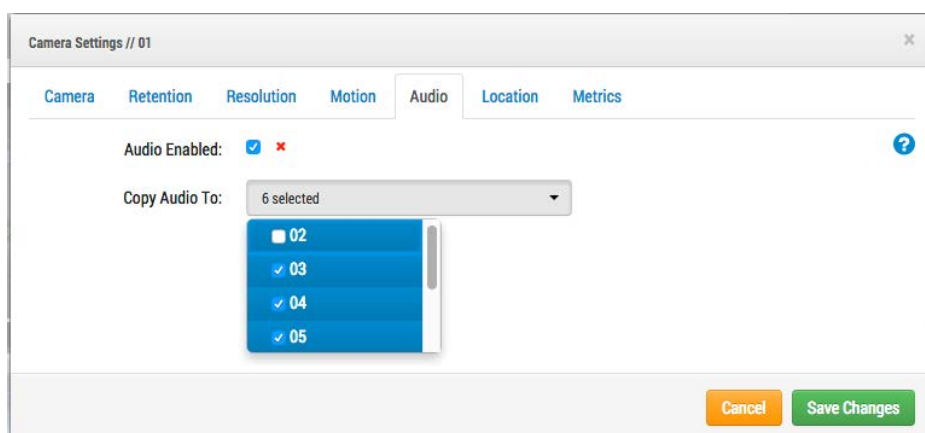 Camera Settings // 01 ×
Camera Retention Resolution Motion Audio Location Metrics
Audio Enabled:
?
Copy Audio To: 6 selected
02
03
04
05
Cancel Save Changes